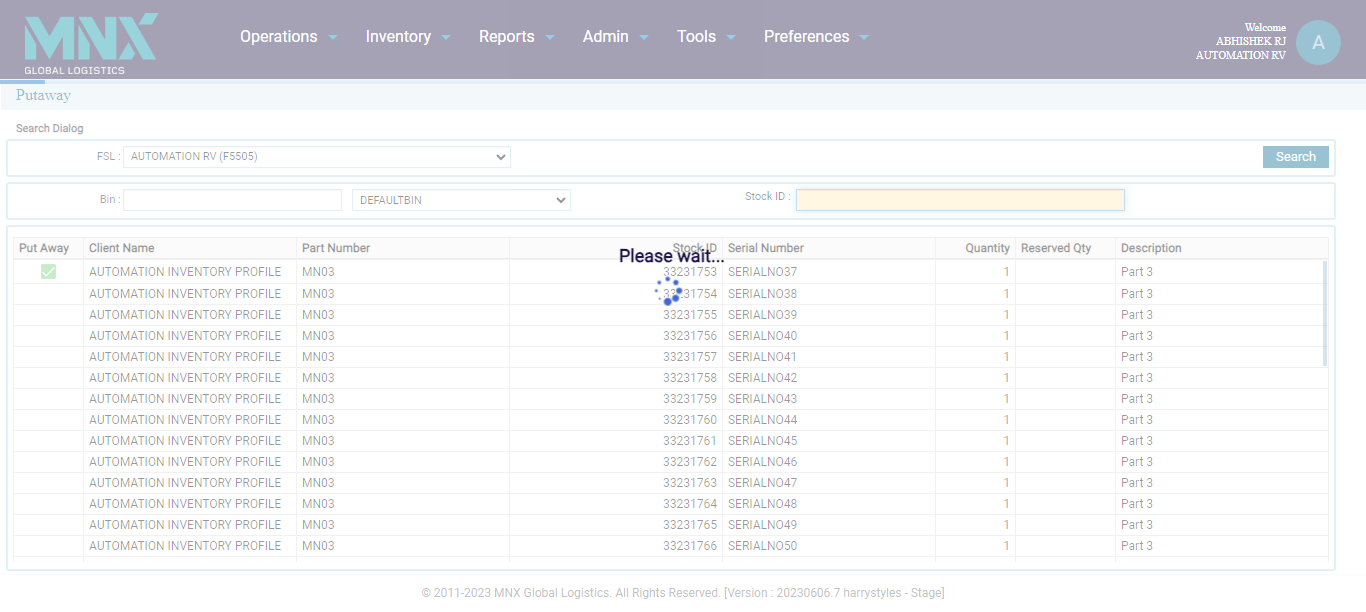 MNX
GLOBAL LOGISTICS
Operations Inventory Reports Admin Tools Preferences
Welcome
ABHISHEK RJ
AUTOMATION RV
A
Putaway
Search Dialog
FSL : AUTOMATION RV (F5505) Search
Bin : DEFAULTBIN Stock ID :
Put Away Client Name Part Number Stock ID Serial Number Quantity Reserved Qty Description
Please wait...
AUTOMATION INVENTORY PROFILE MN03 33231753 SERIALNO37 1 Part 3
AUTOMATION INVENTORY PROFILE MN03 33231754 SERIALNO38 1 Part 3
AUTOMATION INVENTORY PROFILE MN03 33231755 SERIALNO39 1 Part 3
AUTOMATION INVENTORY PROFILE MN03 33231756 SERIALNO40 1 Part 3
AUTOMATION INVENTORY PROFILE MN03 33231757 SERIALNO41 1 Part 3
AUTOMATION INVENTORY PROFILE MN03 33231758 SERIALNO42 1 Part 3
AUTOMATION INVENTORY PROFILE MN03 33231759 SERIALNO43 1 Part 3
AUTOMATION INVENTORY PROFILE MN03 33231760 SERIALNO44 1 Part 3
AUTOMATION INVENTORY PROFILE MN03 33231761 SERIALNO45 1 Part 3
AUTOMATION INVENTORY PROFILE MN03 33231762 SERIALNO46 1 Part 3
AUTOMATION INVENTORY PROFILE MN03 33231763 SERIALNO47 1 Part 3
AUTOMATION INVENTORY PROFILE MN03 33231764 SERIALNO48 1 Part 3
AUTOMATION INVENTORY PROFILE MN03 33231765 SERIALNO49 1 Part 3
AUTOMATION INVENTORY PROFILE MN03 33231766 SERIALNO50 1 Part 3
© 2011-2023 MNX Global Logistics. All Rights Reserved. [Version : 20230606.7 harrystyles - Stage]